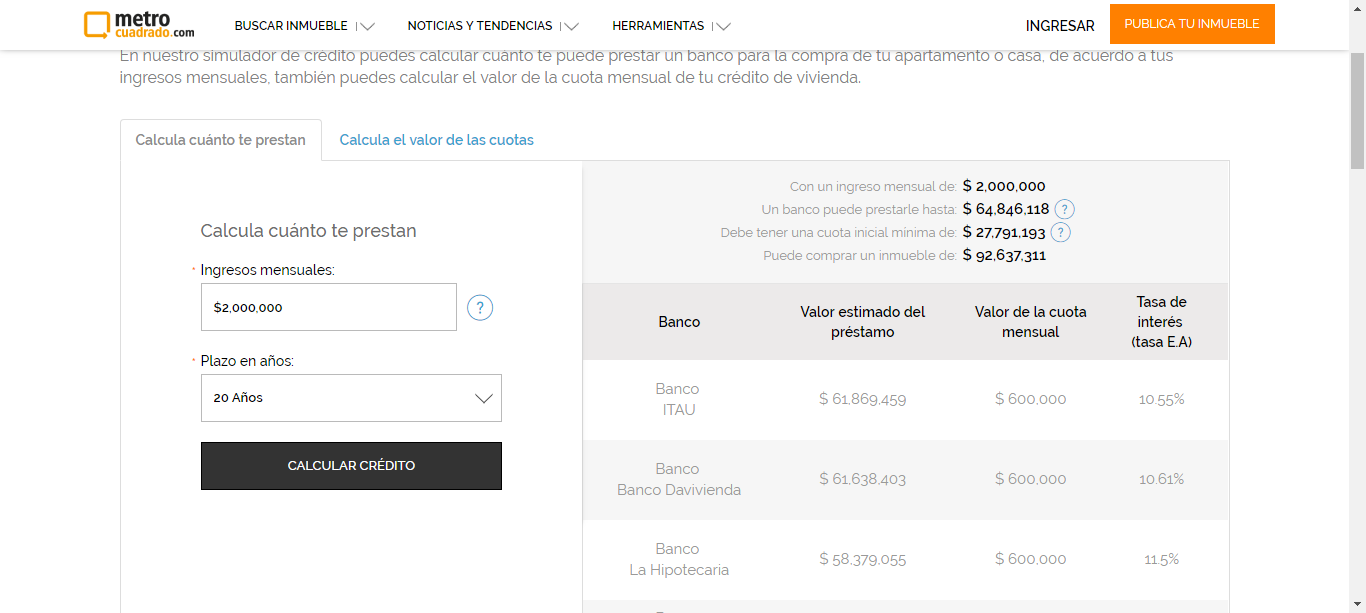 metro
cuadrado.com
BUSCAR INMUEBLE
NOTICIAS Y TENDENCIAS
HERRAMIENTAS
INGRESAR
PUBLICA TU INMUEBLE
En nuestro simulador de crédito puedes calcular cuánto te puede prestar un banco para la compra de tu apartamento o casa, de acuerdo a tus
ingresos mensuales, también puedes calcular el valor de la cuota mensual de tu crédito de vivienda.
Calcula cuánto te prestan
Calcula el valor de las cuotas
Calcula cuánto te prestan
* Ingresos mensuales:
$2,000,000
?
* Plazo en años:
20 Años
CALCULAR CRÉDITO
Con un ingreso mensual de: $ 2,000,000
Un banco puede prestarle hasta: $ 64,846,118 ?
Debe tener una cuota inicial mínima de: $ 27,791,193 ?
Puede comprar un inmueble de: $ 92,637,311
Banco
Valor estimado del
préstamo
Valor de la cuota
mensual
Tasa de
interés
(tasa E.A)
Banco
ITAU
$ 61,869,459
$ 600,000
10.55%
Banco
Banco Davivienda
$ 61,638,403
$ 600,000
10.61%
Banco
La Hipotecaria
$ 58,379,055
$ 600,000
11.5%